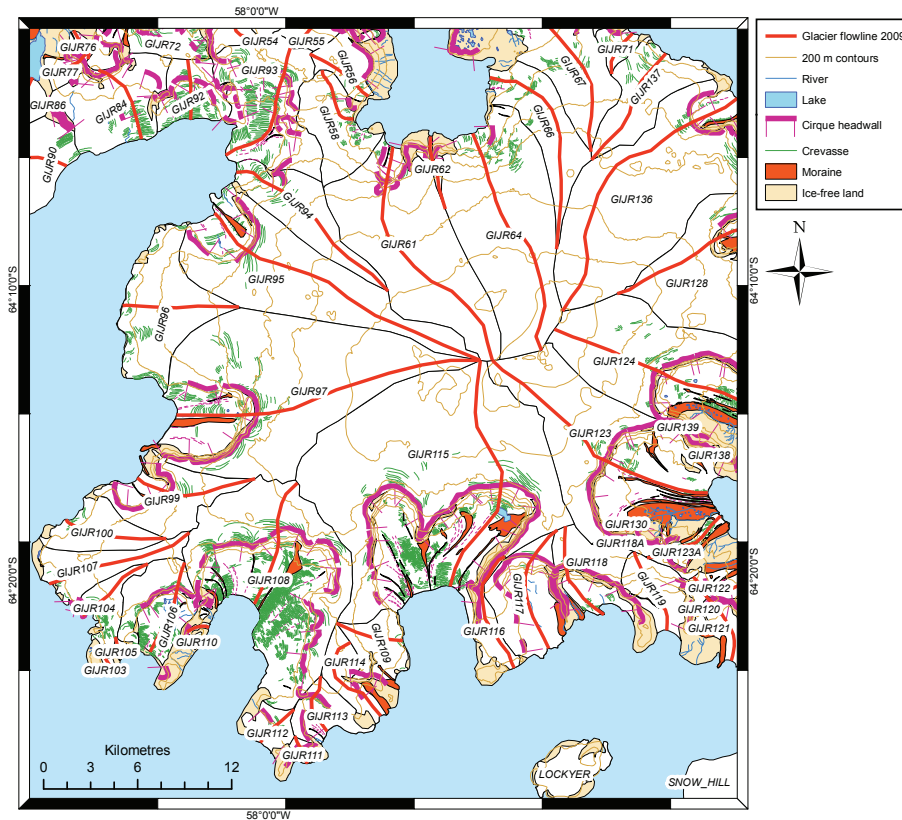 58°0'0"W
GIJR76
GIJR72
GIJR54
GIJR55
GIJR71
GIJR77
GIJR93
GIJR56
GIJR67
GIJR137
GIJR86
GIJR84
GIJR92
GIJR58
GIJR66
GIJR90
GIJR62
GIJR94
GIJR136
GIJR61
GIJR64
GIJR95
GIJR128
64°10'0"S
64°10'0"S
GIJR96
GIJR124
GIJR97
GIJR123
GIJR139
GIJR115
GIJR138
GIJR99
GIJR130
GIJR100
GIJR118A
GIJR123A
GIJR107
GIJR108
GIJR118
GIJR119
GIJR122
64°20'0"S
64°20'0"S
GIJR104
GIJR106
GIJR117
GIJR120
GIJR105
GIJR110
GIJR116
GIJR121
GIJR103
GIJR109
GIJR114
GIJR113
GIJR112
GIJR111
LOCKYER
SNOW_HILL
Kilometres
0 3 6 12
58°0'0"W
Glacier flowline 2009
200 m contours
River
Lake
Cirque headwall
Crevasse
Moraine
Ice-free land
N